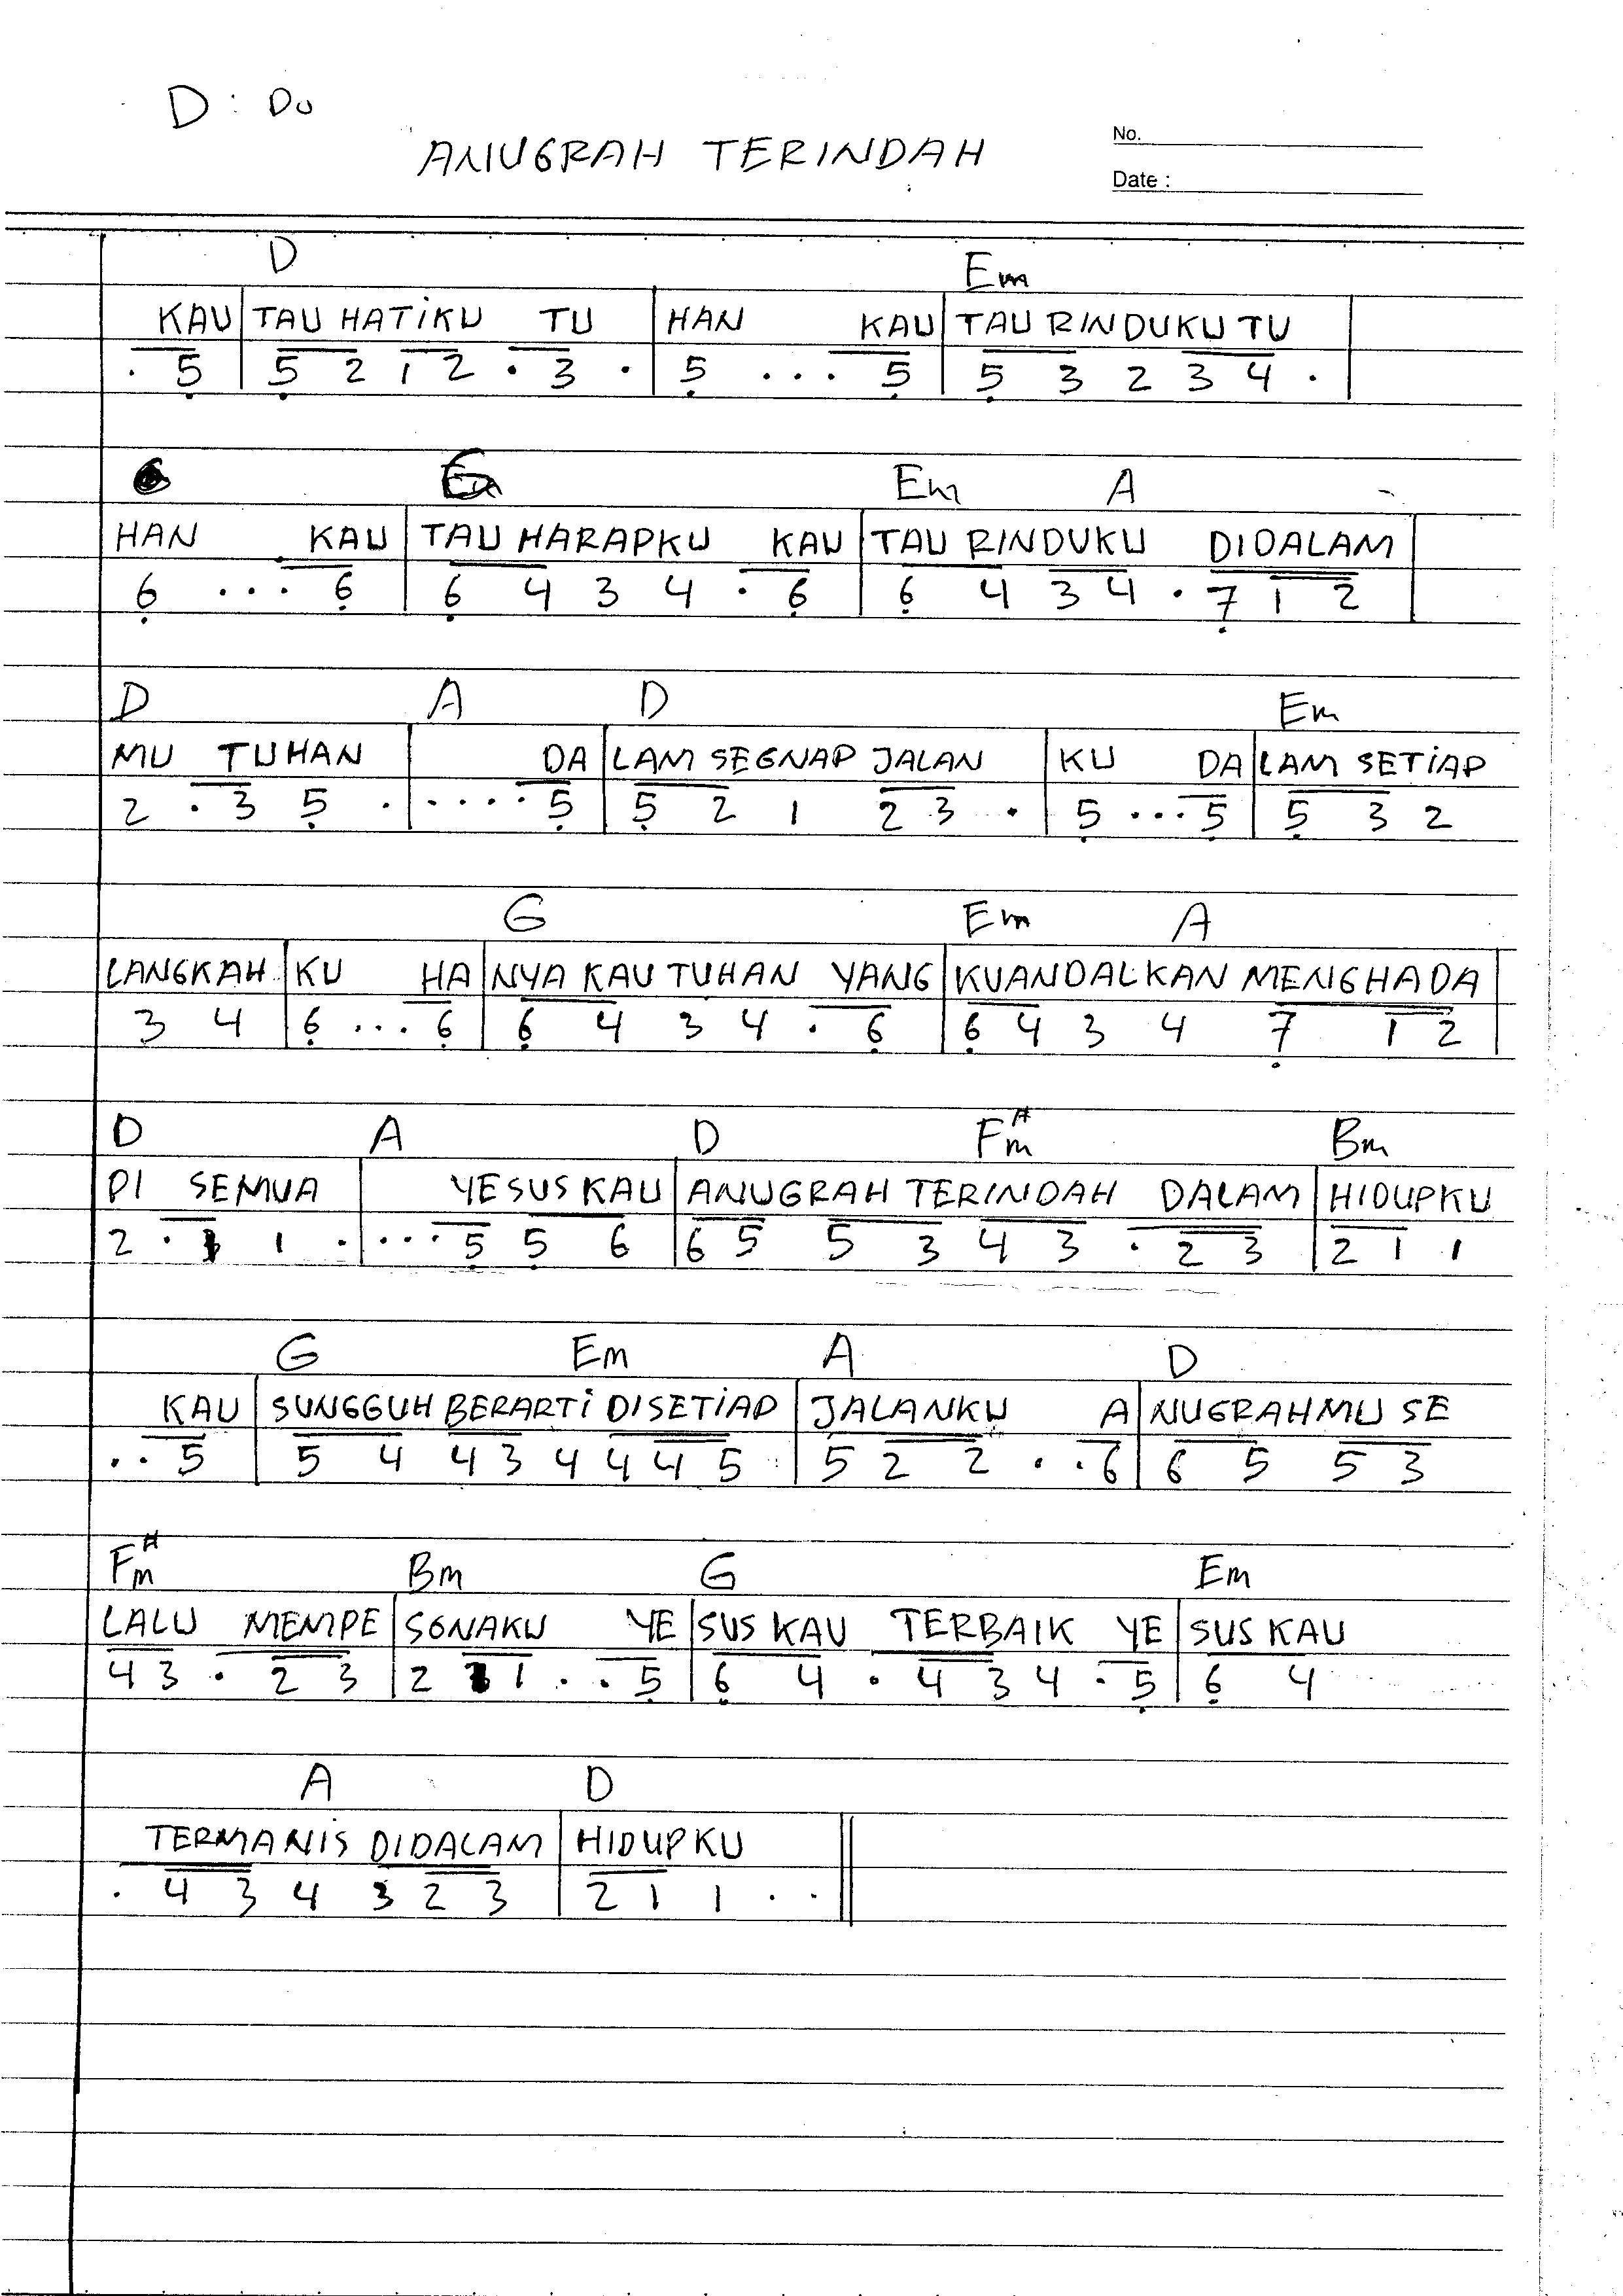 D : Do
ANUGRAH TERINDAH
No.
Date :
D Em
KAU | TAU HATIKU TU | HAN KAU | TAU RINDUKU TU |
. 5 | 5 2 1 2 . 3 . | 5 . . . 5 | 5 3 2 3 4 . |
Em A
HAN KAU | TAU HARAPKU KAU | TAU RINDUKU DIDALAM |
6 . . . 6 | 6 4 3 4 . 6 | 6 4 3 4 . 7 1 2 |
D A D Em
MU TUHAN | DA | LAM SEGNAP JALAN | KU DA | LAM SETIAP
2 . 3 5 . | . . . . 5 | 5 2 1 2 3 . | 5 . . . 5 | 5 3 2
G Em A
LANGKAH | KU HA | NYA KAU TUHAN YANG | KUANDALKAN MENGHADA |
3 4 | 6 . . . 6 | 6 4 3 4 . 6 | 6 4 3 4 7 1 2 |
D A D F#m Bm
DI SEMUA | YESUS KAU | ANUGRAH TERINDAH DALAM | HIDUPKU
2 . 1 1 . | . . . 5 5 6 | 6 5 5 3 4 3 . 2 3 | 2 1 1
G Em A D
KAU | SUNGGUH BERARTI DISETIAP | JALANKU A | NUGRAHMU SE
. . 5 | 5 4 4 3 4 4 4 5 | 5 2 2 . . 6 | 6 5 5 3
F#m Bm G Em
LALU MEMPE | SONAKU YE | SUS KAU TERBAIK YE | SUS KAU
4 3 . 2 3 | 2 1 1 . . 5 | 6 4 . 4 3 4 . 5 | 6 4
A D
TERMANIS DIDALAM | HIDUPKU
. 4 3 4 3 2 3 | 2 1 1 . .